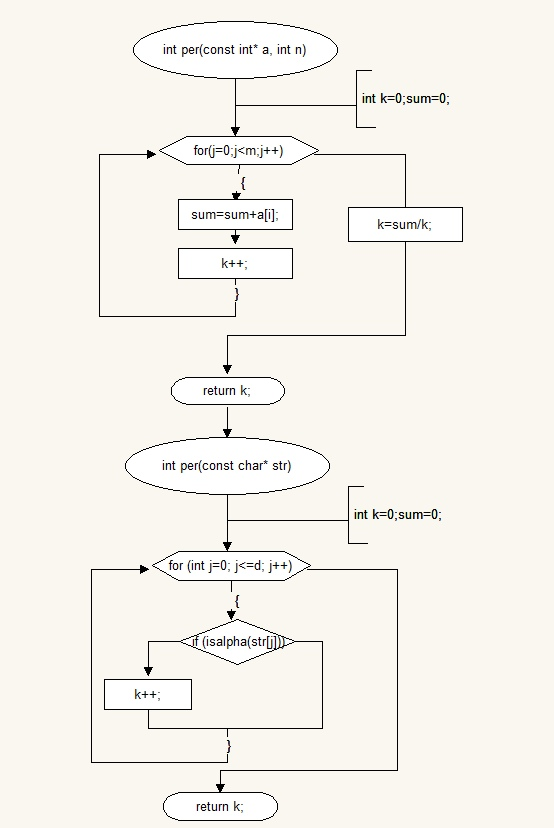 int per(const int* a, int n)
int k=0;sum=0;
for(j=0;j<m;j++)
{
sum=sum+a[i];
k=sum/k;
k++;
}
return k;
int per(const char* str)
int k=0;sum=0;
for (int j=0; j<=d; j++)
{
if (isalpha(str[j]))
k++;
}
return k;